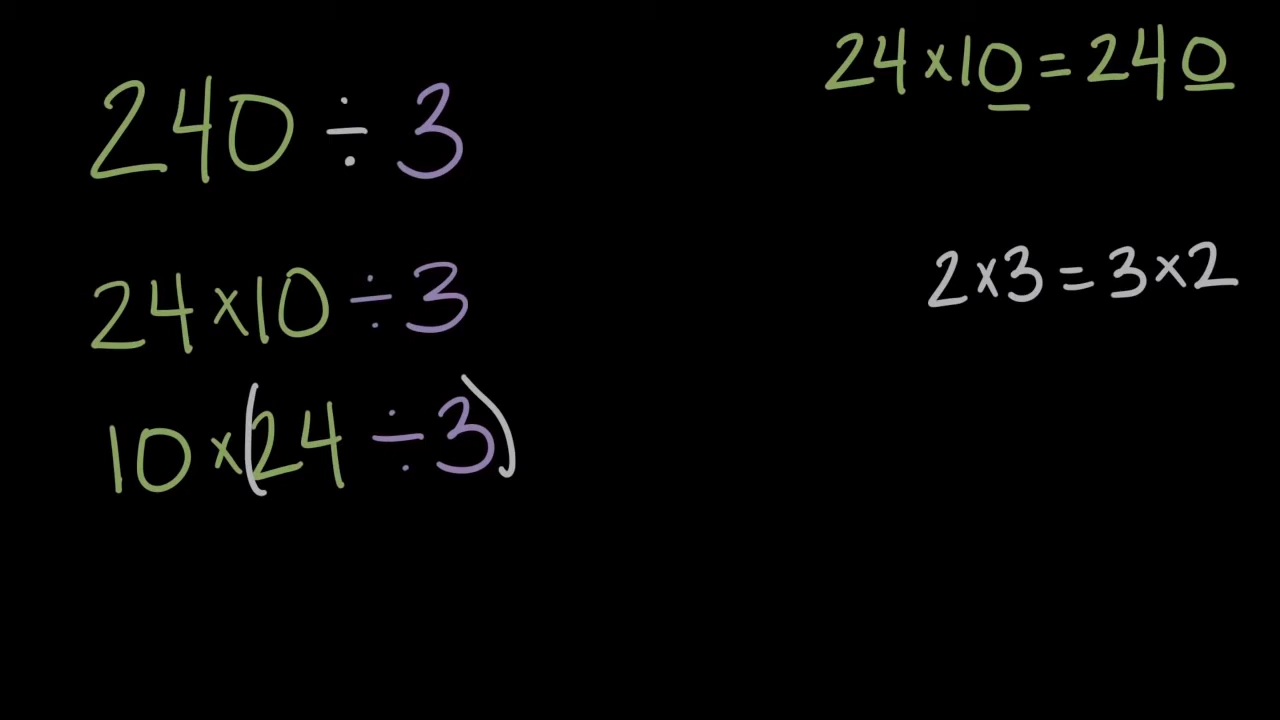 240 ÷ 3
24 × 10 ÷ 3
10 × (24 ÷ 3)
24 × 10 = 240
2 × 3 = 3 × 2